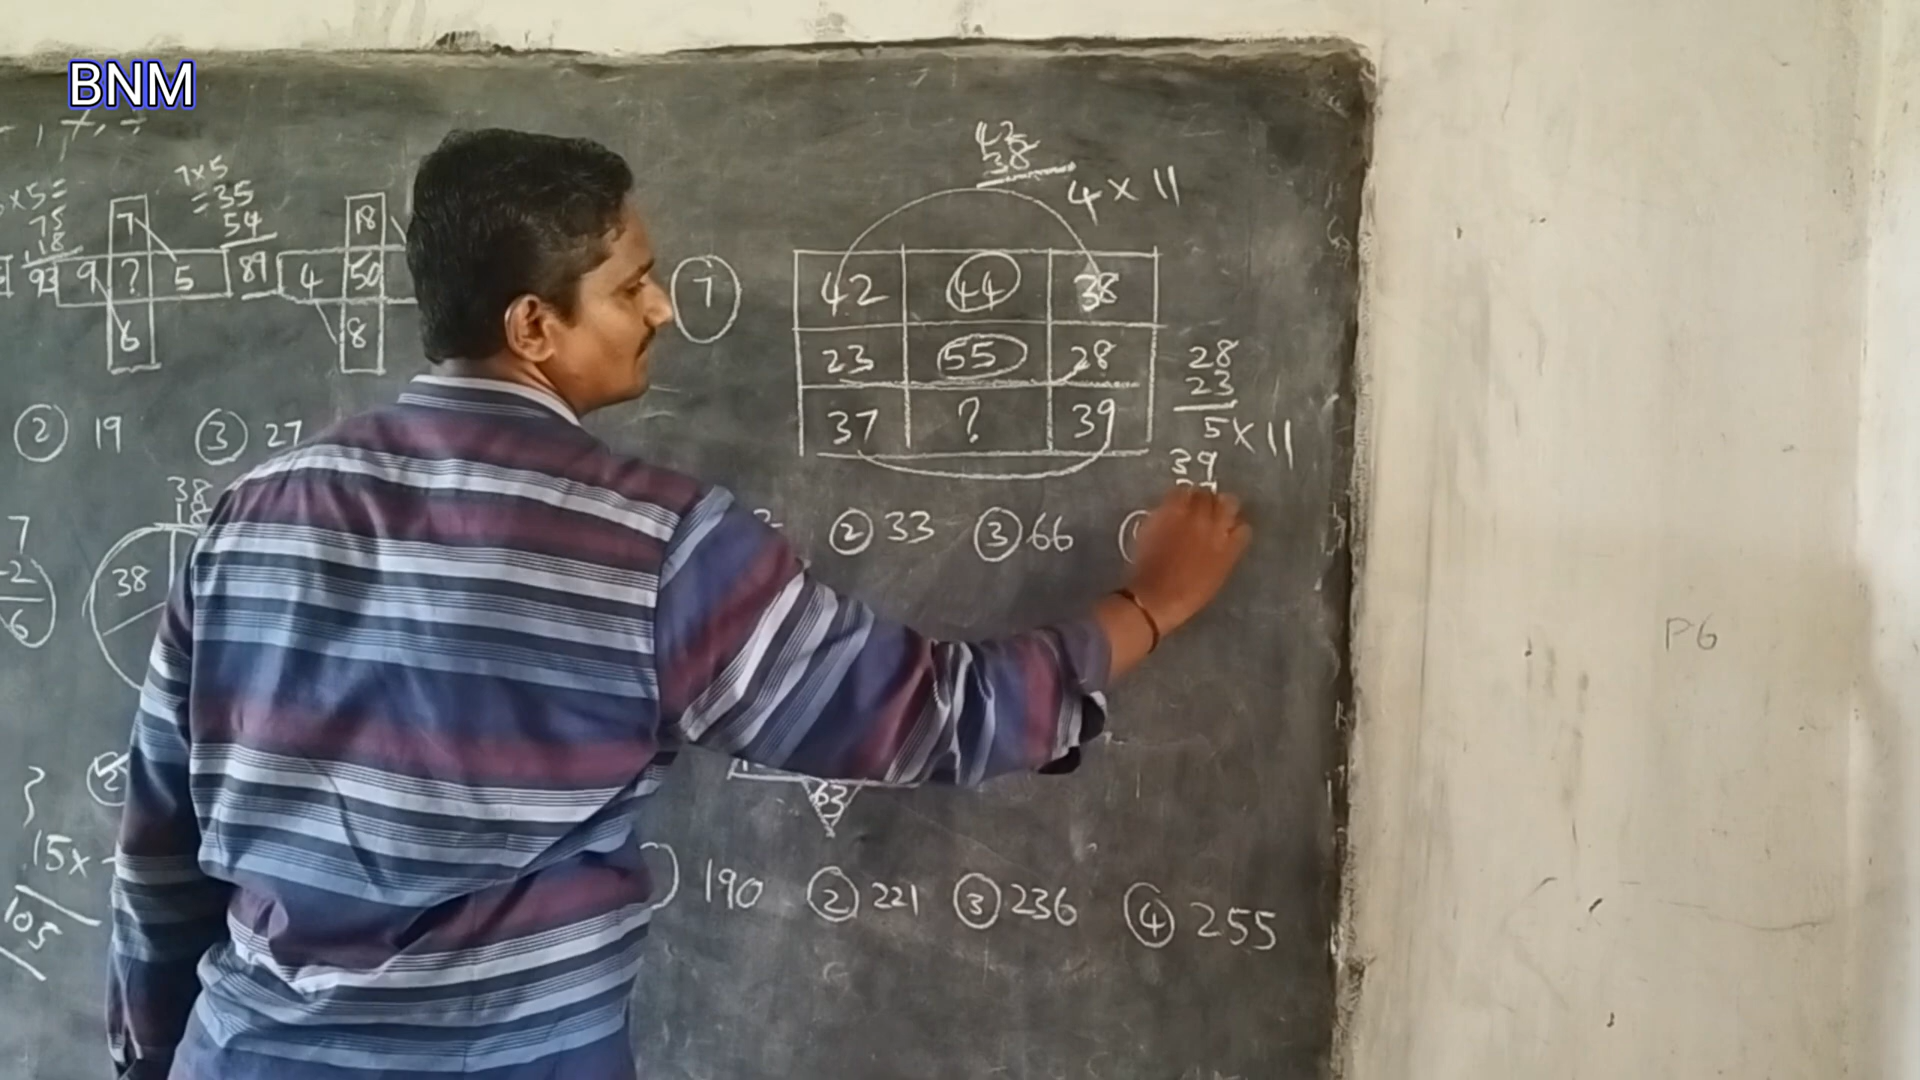 BNM
7x5
=35
54
89
x5=
75
18
93
7
9 ? 5
6
18
4 50
8
② 19 ③ 27
38
18
38
7
-2
6
15x
105
⑦
42
38
4 x 11
42 44 38
23 55 28
37 ? 39
28
23
5 x 11
39
② 33 ③ 66
63
190 ② 221 ③ 236 ④ 255
P6